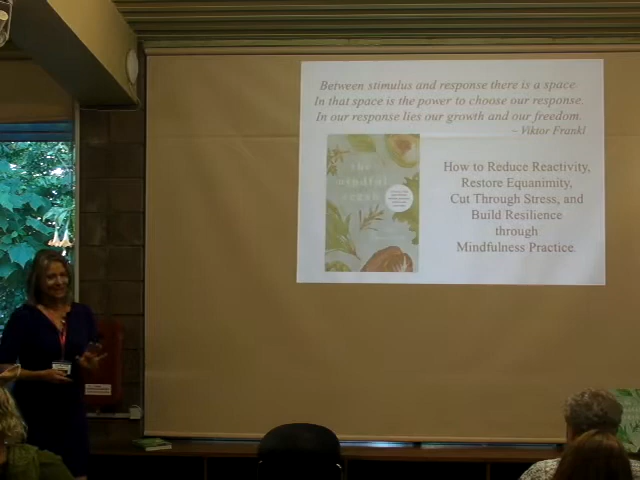 Between stimulus and response there is a space.
In that space is the power to choose our response.
In our response lies our growth and our freedom.
~ Viktor Frankl
the
mindful
How to Reduce Reactivity,
Restore Equanimity,
Cut Through Stress, and
Build Resilience
through
Mindfulness Practice.